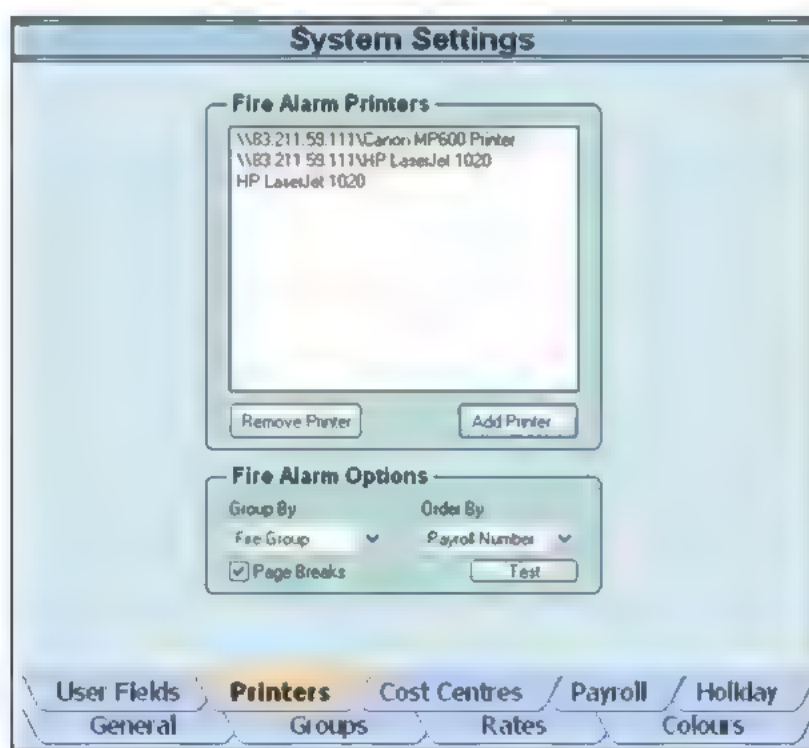 System Settings
Fire Alarm Printers
\\83.211.59.111\Canon MP600 Printer
\\83.211.59.111\HP LaserJet 1020
HP LaserJet 1020
Remove Printer
Add Printer
Fire Alarm Options
Group By
Order By
Fire Group
Payroll Number
Page Breaks
Test
User Fields
Printers
Cost Centres
Payroll
Holiday
General
Groups
Rates
Colours